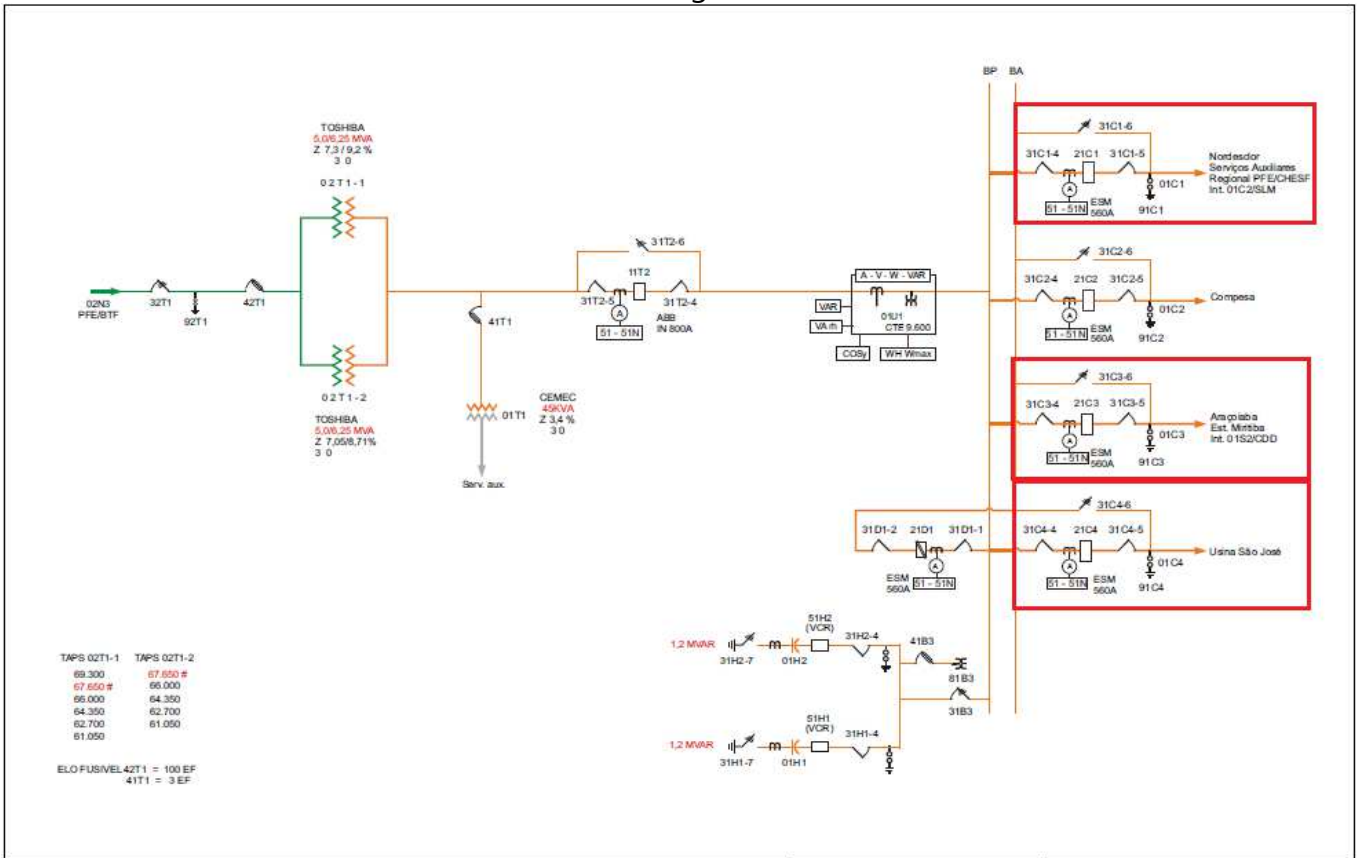 BP BA
TOSHIBA
5,0/6,25 MVA
Z 7,3 / 9,2 %
3 0
02T1-1
02N3
PFE/BTF
32T1
92T1
42T1
02T1-2
TOSHIBA
5,0/6,25 MVA
Z 7,05/8,71%
3 0
41T1
01T1
CEMEC
45KVA
Z 3,4 %
3 0
Serv. aux.
31T2-6
11T2
31T2-5
31T2-4
A
51 - 51N
ABB
IN 800A
A - V - W - VAR
VAR
01U1
CTE 9.600
COSy
WH Wmax
31C1-6
31C1-4 21C1 31C1-5
A
51 - 51N
ESM
560A
01C1
91C1
Nordesdor
Serviços Auxiliares
Regional PFE/CHESF
Int. 01C2/SLM
31C2-6
31C2-4 21C2 31C2-5
A
51 - 51N
ESM
560A
01C2
91C2
Compesa
31C3-6
31C3-4 21C3 31C3-5
A
51 - 51N
ESM
560A
01C3
91C3
Araçoiaba
Est. Miritiba
Int. 01S2/CDD
31C4-6
31D1-2 21D1 31D1-1
A
ESM
560A
51 - 51N
31C4-4 21C4 31C4-5
A
51 - 51N
ESM
560A
01C4
91C4
Usina São José
51H2
(VCR)
31H2-4
41B3
1,2 MVAR
31H2-7
01H2
81B3
31B3
51H1
(VCR)
31H1-4
1,2 MVAR
31H1-7
01H1
TAPS 02T1-1 TAPS 02T1-2
69.300 67.650 #
67.650 # 66.000
66.000 64.350
64.350 62.700
62.700 61.050
61.050
ELO FUSIVEL 42T1 = 100 EF
41T1 = 3 EF